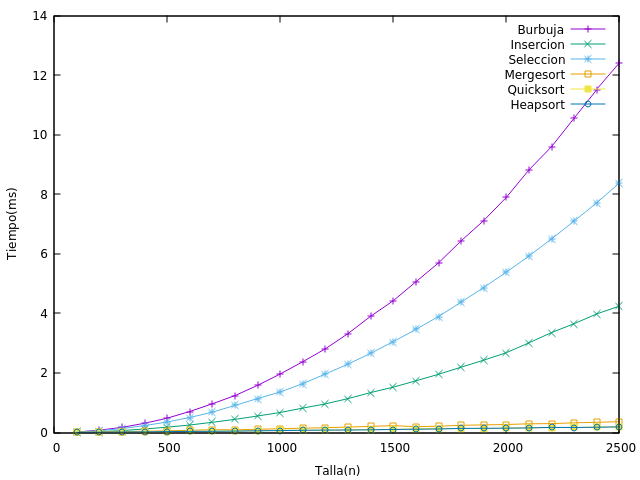 14
12
10
8
6
4
2
0
Tiempo(ms)
Burbuja
Insercion
Seleccion
Mergesort
Quicksort
Heapsort
0 500 1000 1500 2000 2500
Talla(n)